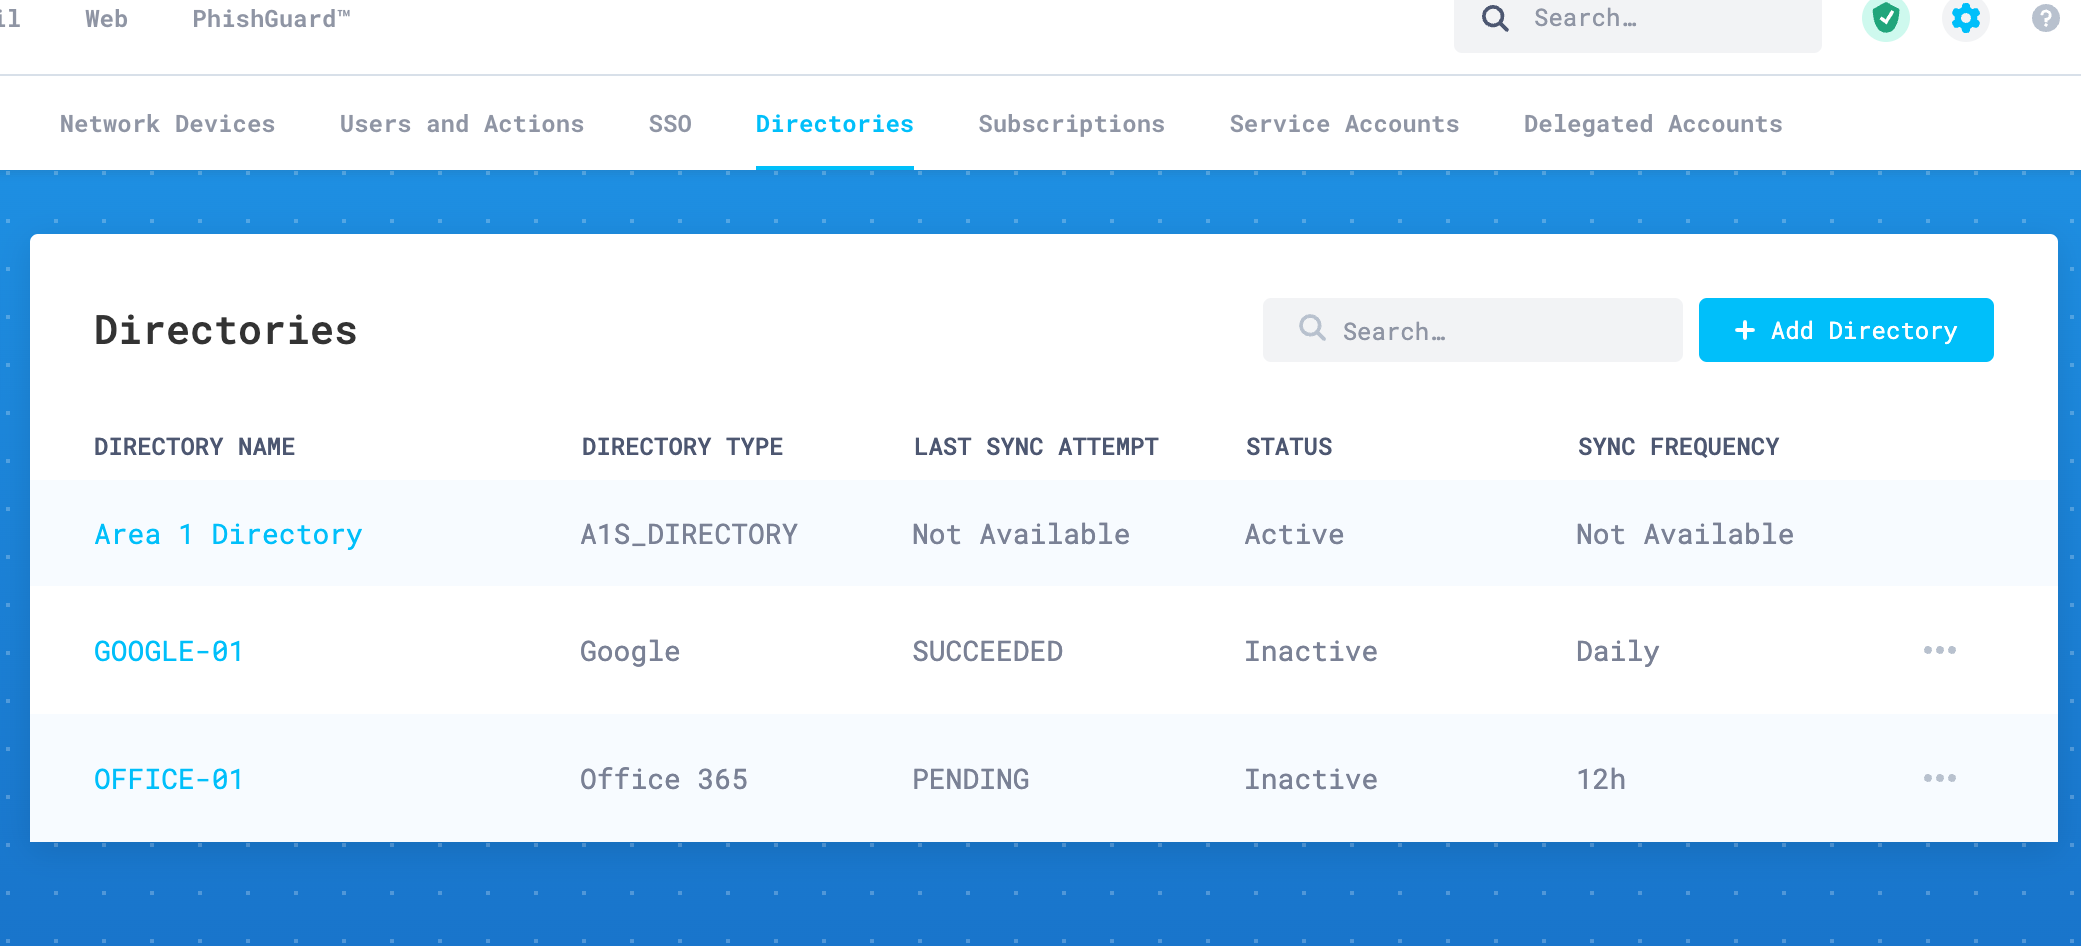 il Web PhishGuard™ Search… ?
Network Devices Users and Actions SSO Directories Subscriptions Service Accounts Delegated Accounts
Directories Search… + Add Directory
DIRECTORY NAME DIRECTORY TYPE LAST SYNC ATTEMPT STATUS SYNC FREQUENCY
Area 1 Directory A1S_DIRECTORY Not Available Active Not Available
GOOGLE-01 Google SUCCEEDED Inactive Daily
OFFICE-01 Office 365 PENDING Inactive 12h